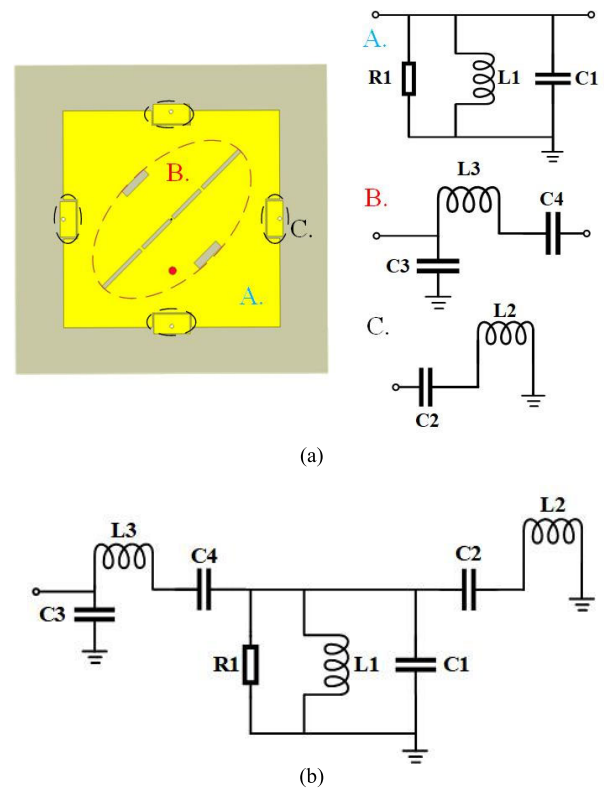 A.
R1 L1 C1
B.
L3
C4
B.
C3
C.
A.
C.
L2
C2
(a)
L3 C4 C2 L2
C3
R1 L1 C1
(b)